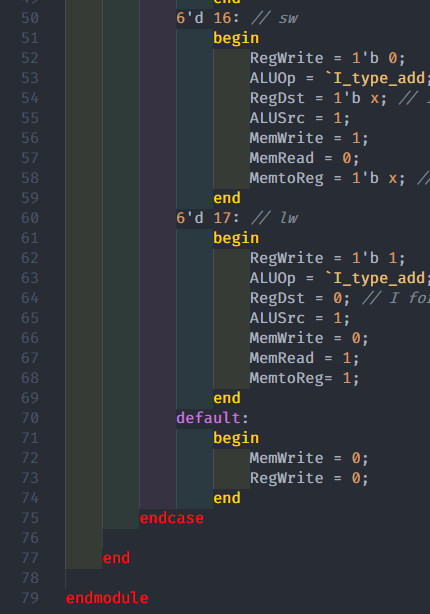 end
50 6'd 16: // sw
51 begin
52 RegWrite = 1'b 0;
53 ALUOp = `I_type_add;
54 RegDst = 1'b x; //
55 ALUSrc = 1;
56 MemWrite = 1;
57 MemRead = 0;
58 MemtoReg = 1'b x; //
59 end
60 6'd 17: // lw
61 begin
62 RegWrite = 1'b 1;
63 ALUOp = `I_type_add;
64 RegDst = 0; // I for
65 ALUSrc = 1;
66 MemWrite = 0;
67 MemRead = 1;
68 MemtoReg= 1;
69 end
70 default:
71 begin
72 MemWrite = 0;
73 RegWrite = 0;
74 end
75 endcase
76
77 end
78
79 endmodule